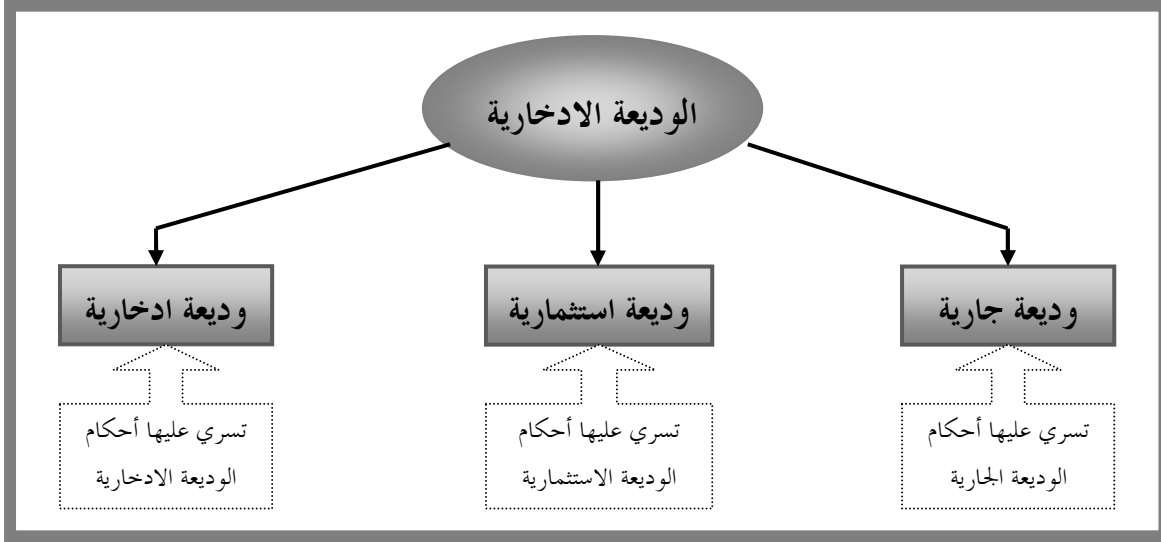 الوديعة الادخارية
وديعة جارية
وديعة استثمارية
وديعة ادخارية
تسري عليها أحكام
الوديعة الجارية
تسري عليها أحكام
الوديعة الاستثمارية
تسري عليها أحكام
الوديعة الادخارية